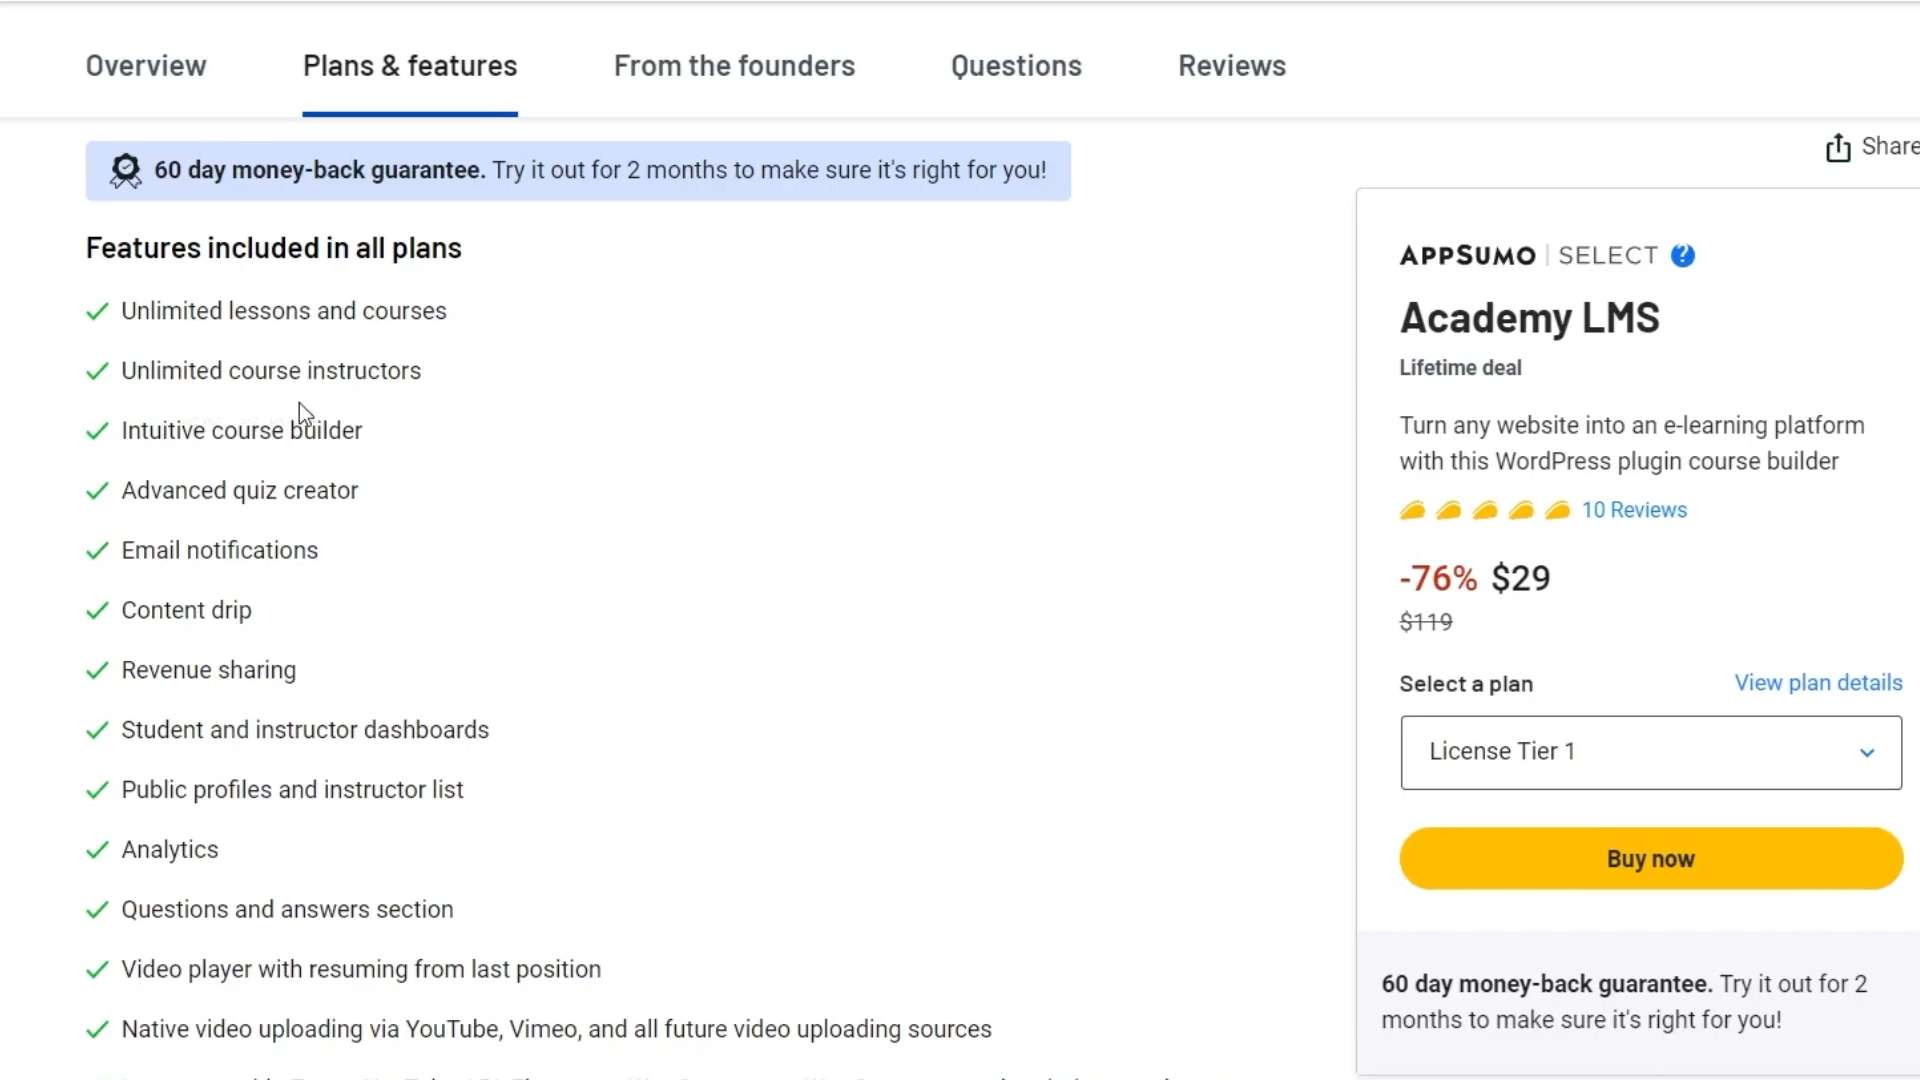 Overview
Plans & features
From the founders
Questions
Reviews
60 day money-back guarantee. Try it out for 2 months to make sure it's right for you!
Share
Features included in all plans
Unlimited lessons and courses
Unlimited course instructors
Intuitive course builder
Advanced quiz creator
Email notifications
Content drip
Revenue sharing
Student and instructor dashboards
Public profiles and instructor list
Analytics
Questions and answers section
Video player with resuming from last position
Native video uploading via YouTube, Vimeo, and all future video uploading sources
APPSUMO | SELECT ?
Academy LMS
Lifetime deal
Turn any website into an e-learning platform
with this WordPress plugin course builder
10 Reviews
-76% $29
$119
Select a plan
View plan details
License Tier 1
Buy now
60 day money-back guarantee. Try it out for 2
months to make sure it's right for you!